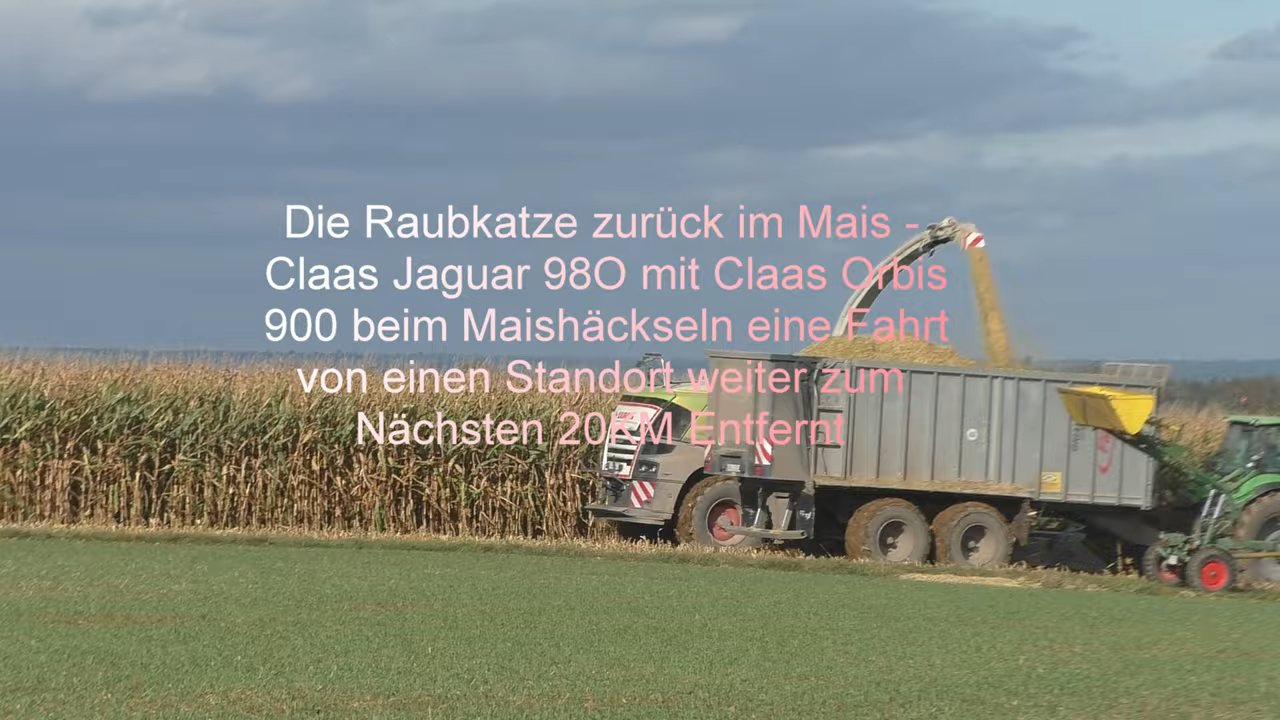 Die Raubkatze zurück im Mais -
Claas Jaguar 98O mit Claas Orbis
900 beim Maishäckseln eine Fahrt
von einen Standort weiter zum
Nächsten 20KM Entfernt